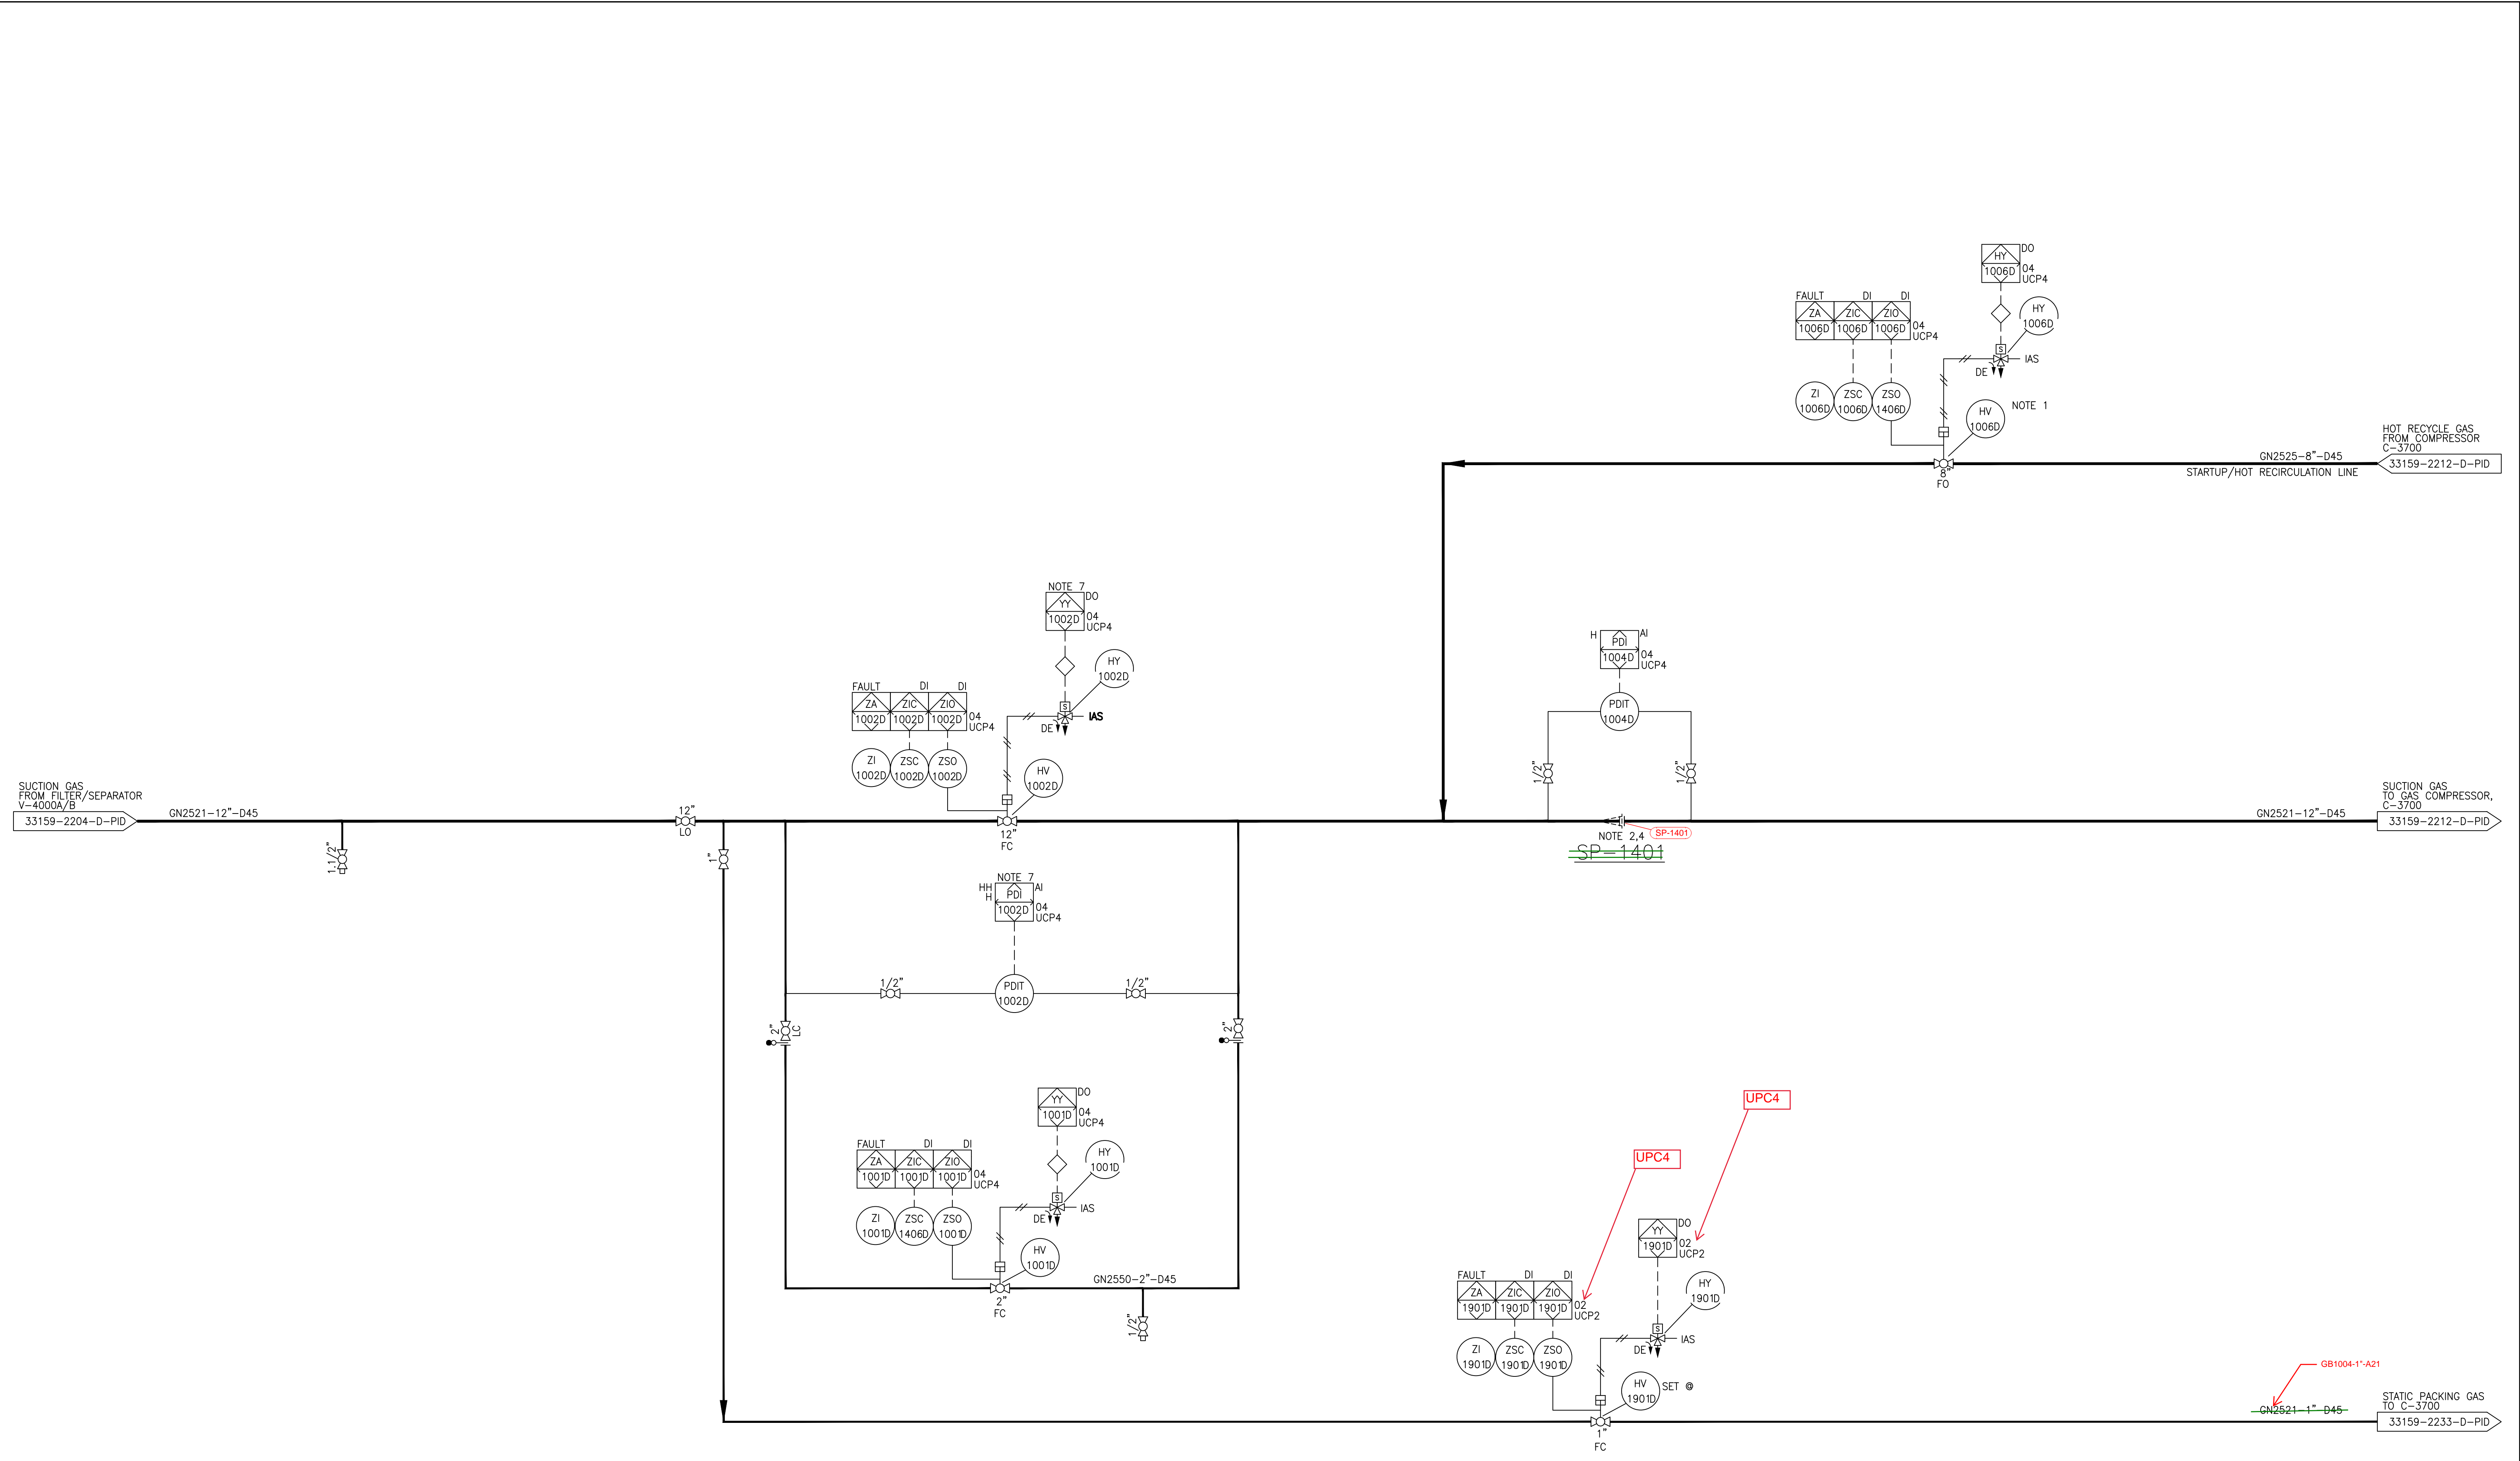 DO
HY
1006D
04
UCP4
FAULT
DI
DI
ZA
ZIC
ZIO
1006D
1006D
1006D
04
UCP4
HY
1006D
S
IAS
DE
ZI
1006D
ZSC
1006D
ZSO
1406D
HV
1006D
NOTE 1
8"
FO
GN2525-8"-D45
STARTUP/HOT RECIRCULATION LINE
HOT RECYCLE GAS
FROM COMPRESSOR
C-3700
33159-2212-D-PID
NOTE 7
DO
YY
1002D
04
UCP4
HY
1002D
FAULT
DI
DI
ZA
ZIC
ZIO
1002D
1002D
1002D
04
UCP4
S
IAS
DE
ZI
1002D
ZSC
1002D
ZSO
1002D
HV
1002D
12"
FC
H
AI
PDI
1004D
04
UCP4
PDIT
1004D
1/2"
1/2"
SUCTION GAS
FROM FILTER/SEPARATOR
V-4000A/B
33159-2204-D-PID
GN2521-12"-D45
1.1/2"
12"
LO
1"
NOTE 2,4
SP-1401
SP-1401
GN2521-12"-D45
SUCTION GAS
TO GAS COMPRESSOR,
C-3700
33159-2212-D-PID
NOTE 7
HH
H
AI
PDI
1002D
04
UCP4
1/2"
PDIT
1002D
1/2"
2"
LC
2"
DO
YY
1001D
04
UCP4
FAULT
DI
DI
ZA
ZIC
ZIO
1001D
1001D
1001D
04
UCP4
HY
1001D
S
IAS
DE
ZI
1001D
ZSC
1406D
ZSO
1001D
HV
1001D
2"
FC
GN2550-2"-D45
1/2"
UPC4
UPC4
DO
YY
1901D
02
UCP2
FAULT
DI
DI
ZA
ZIC
ZIO
1901D
1901D
1901D
02
UCP2
HY
1901D
S
IAS
DE
ZI
1901D
ZSC
1901D
ZSO
1901D
HV
1901D
SET @
1"
FC
GB1004-1"-A21
GN2521-1"-D45
STATIC PACKING GAS
TO C-3700
33159-2233-D-PID